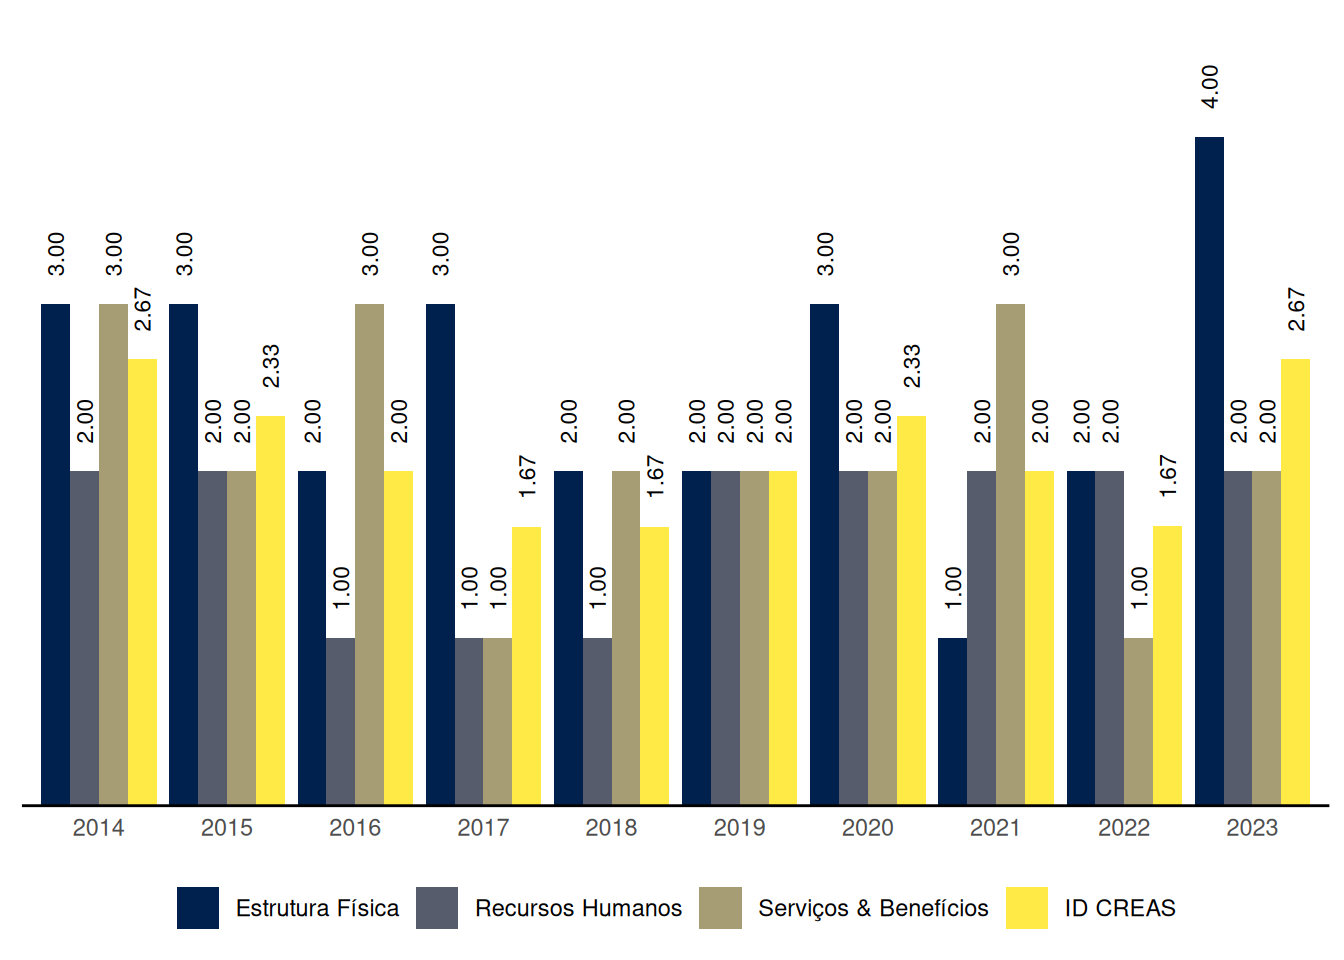 4.00
3.00 3.00 3.00 3.00 3.00 3.00 3.00
2.67 2.67
2.33 2.33
2.00 2.00 2.00 2.00 2.00 2.00 2.00 2.00 2.00 2.00 2.00 2.00 2.00 2.00 2.00 2.00 2.00 2.00 2.00 2.00
1.67 1.67 1.67
1.00 1.00 1.00 1.00 1.00 1.00
2014 2015 2016 2017 2018 2019 2020 2021 2022 2023
Estrutura Física Recursos Humanos Serviços & Benefícios ID CREAS